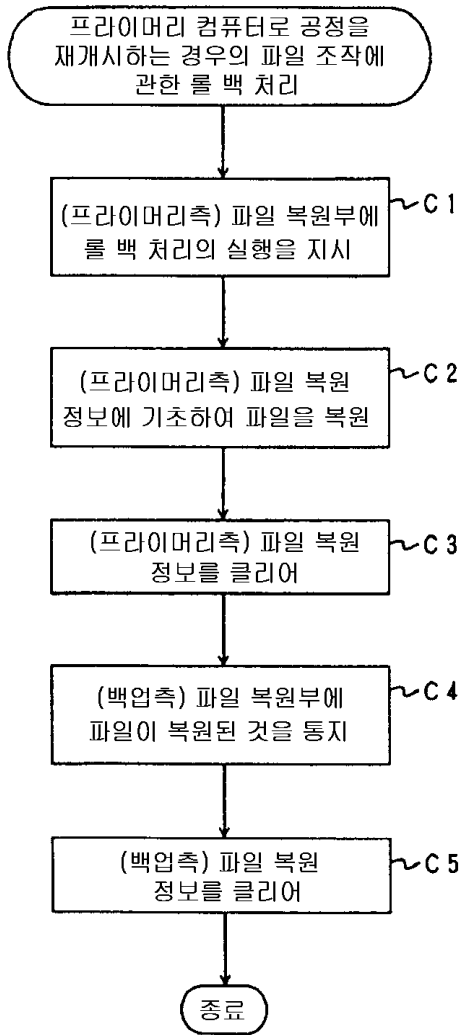 프라이머리 컴퓨터로 공정을
재개시하는 경우의 파일 조작에
관한 롤 백 처리
(프라이머리측) 파일 복원부에
롤 백 처리의 실행을 지시
C1
(프라이머리측) 파일 복원
정보에 기초하여 파일을 복원
C2
(프라이머리측) 파일 복원
정보를 클리어
C3
(백업측) 파일 복원부에
파일이 복원된 것을 통지
C4
(백업측) 파일 복원
정보를 클리어
C5
종료